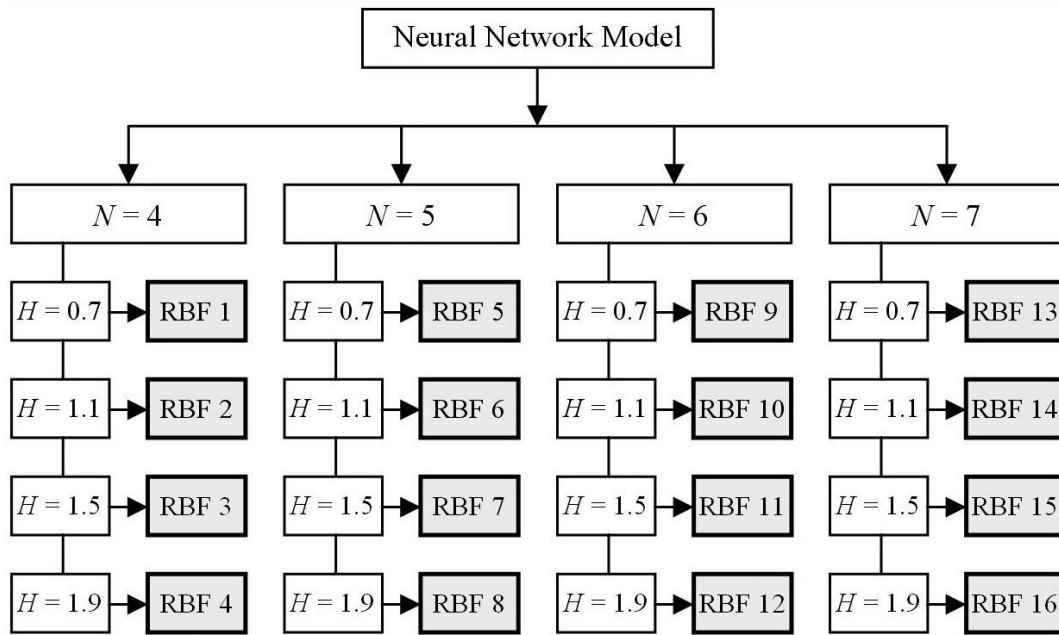 Neural Network Model
N = 4
N = 5
N = 6
N = 7
H = 0.7
RBF 1
H = 0.7
RBF 5
H = 0.7
RBF 9
H = 0.7
RBF 13
H = 1.1
RBF 2
H = 1.1
RBF 6
H = 1.1
RBF 10
H = 1.1
RBF 14
H = 1.5
RBF 3
H = 1.5
RBF 7
H = 1.5
RBF 11
H = 1.5
RBF 15
H = 1.9
RBF 4
H = 1.9
RBF 8
H = 1.9
RBF 12
H = 1.9
RBF 16